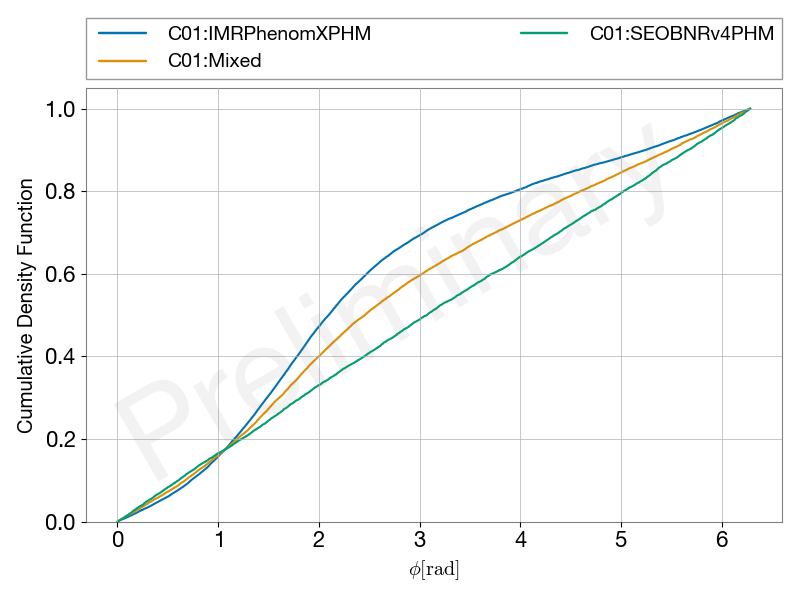 C01:IMRPhenomXPHM
C01:Mixed
C01:SEOBNRv4PHM
Cumulative Density Function
1.0
0.8
0.6
0.4
0.2
0.0
Preliminary
0 1 2 3 4 5 6
ϕ[rad]